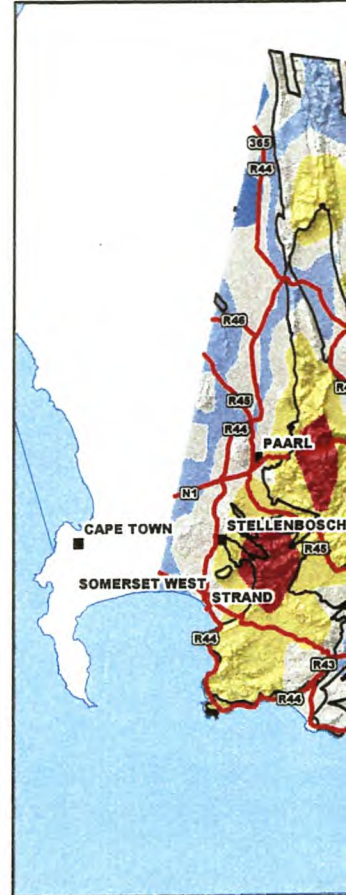 365
R44
R46
R45
R44
PAARL
N1
CAPE TOWN
STELLENBOSCH
R45
SOMERSET WEST
STRAND
R44
R43
R44